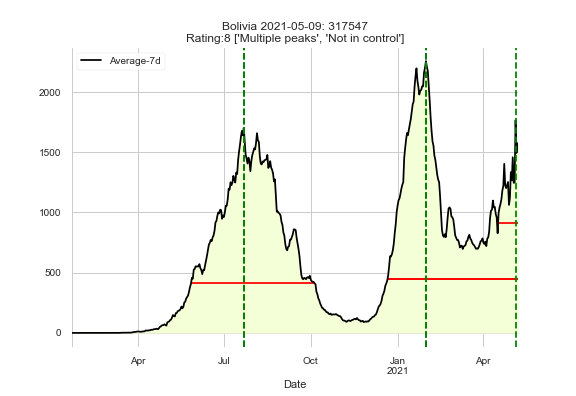 Bolivia 2021-05-09: 317547
Rating:8 ['Multiple peaks', 'Not in control']
Average-7d
2000
1500
1000
500
0
Apr Jul Oct Jan Apr
2021
Date